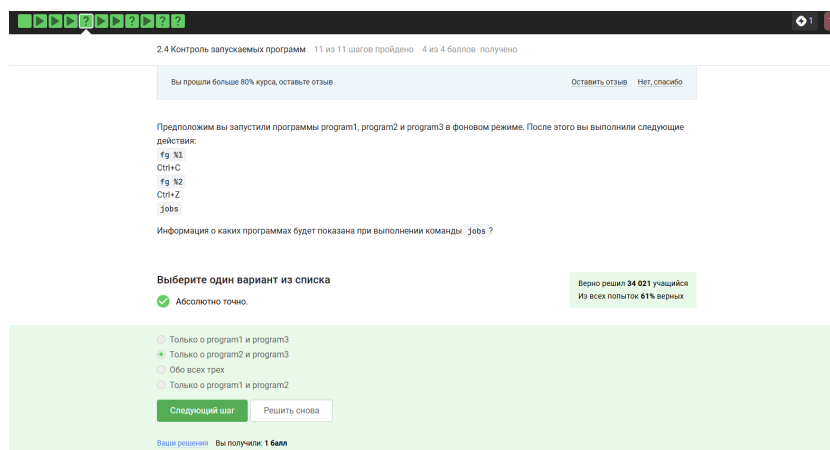 ? ? ? ?
1
2.4 Контроль запускаемых программ 11 из 11 шагов пройдено 4 из 4 баллов получено
Вы прошли больше 80% курса, оставьте отзыв Оставить отзыв Нет, спасибо
Предположим вы запустили программы program1, program2 и program3 в фоновом режиме. После этого вы выполнили следующие
действия:
fg %1
Ctrl+C
fg %2
Ctrl+Z
jobs
Информация о каких программах будет показана при выполнении команды jobs ?
Выберите один вариант из списка
Верно решил 34 021 учащийся
Из всех попыток 61% верных
Абсолютно точно.
Только о program1 и program3
Только о program2 и program3
Обо всех трех
Только о program1 и program2
Следующий шаг Решить снова
Ваши решения Вы получили: 1 балл